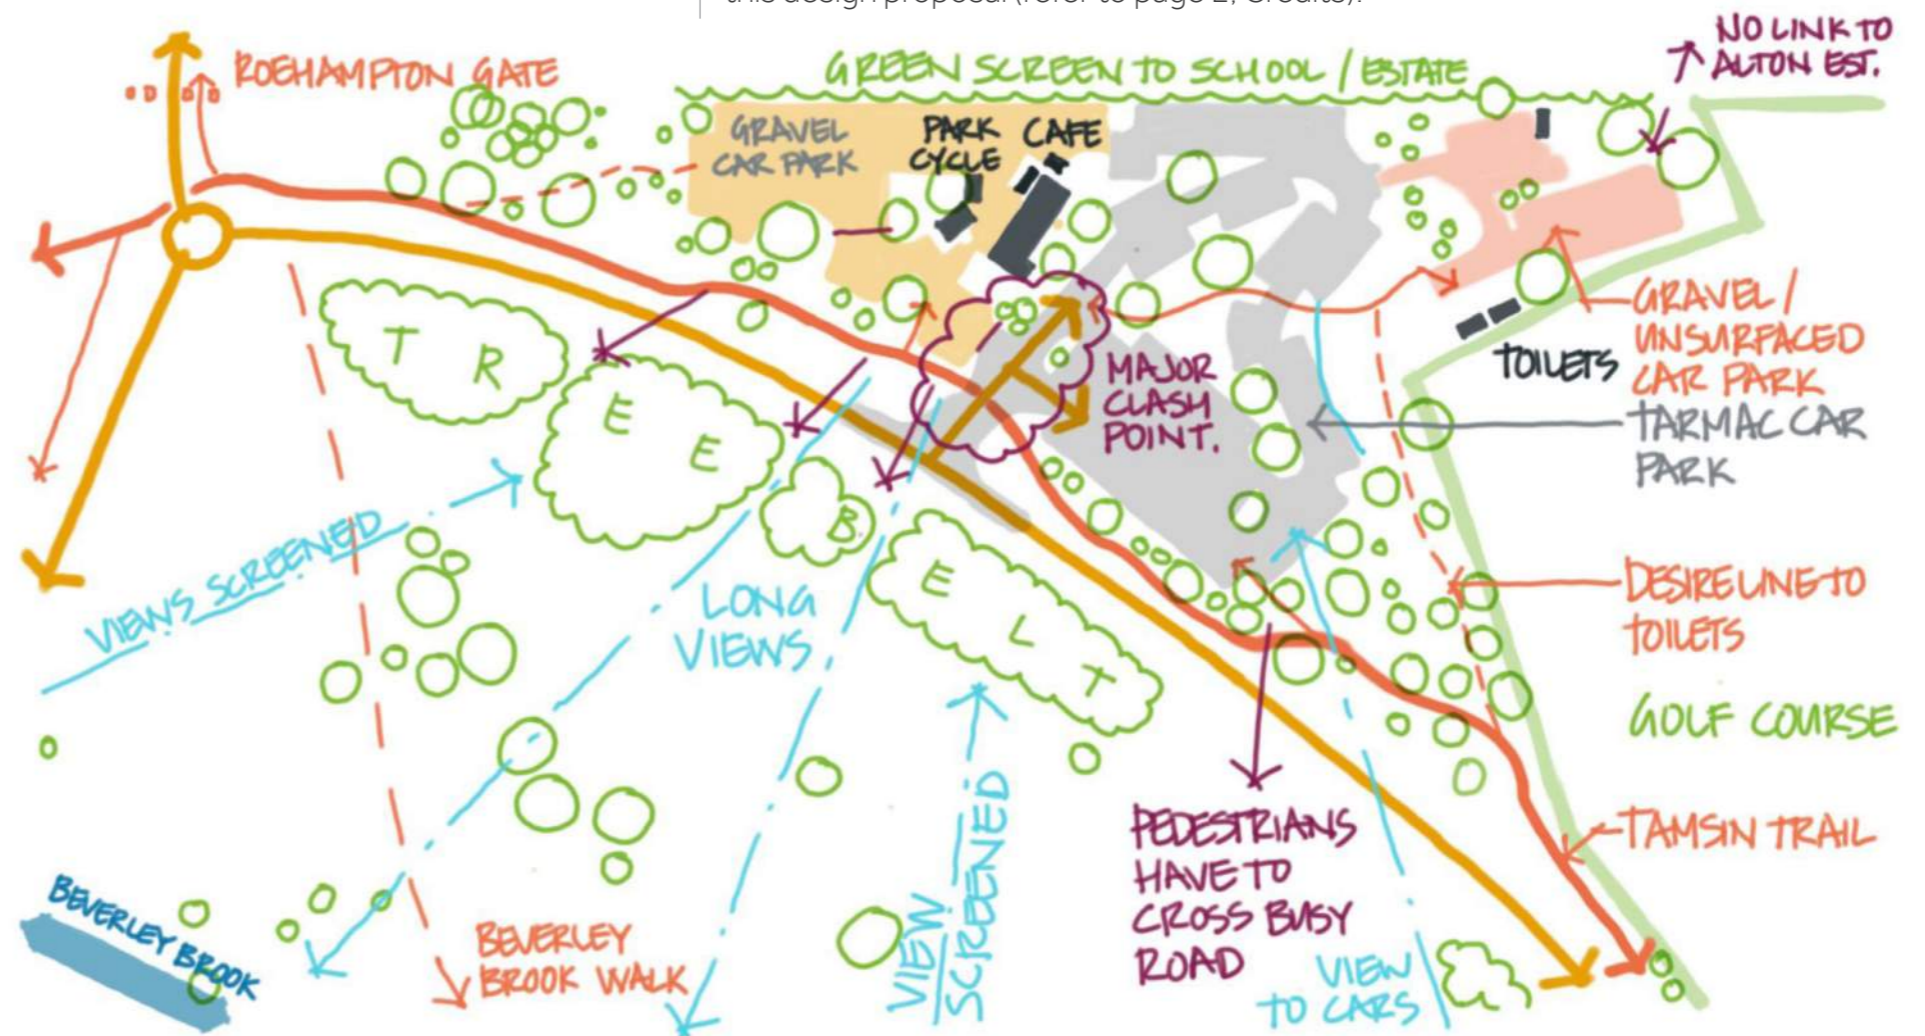 this design proposal (refer to page 2, Credits).
NO LINK TO
ALTON EST.
ROEHAMPTON GATE
GREEN SCREEN TO SCHOOL / ESTATE
GRAVEL
CAR PARK
PARK
CYCLE
CAFE
GRAVEL /
UNSURFACED
CAR PARK
TOILETS
TARMAC CAR
PARK
MAJOR
CLASH
POINT.
TREE BELT
VIEWS SCREENED
LONG
VIEWS
DESIRE LINE TO
TOILETS
GOLF COURSE
TAMSIN TRAIL
PEDESTRIANS
HAVE TO
CROSS BUSY
ROAD
VIEW
SCREENED
VIEW
TO CARS
BEVERLEY
BROOK WALK
BEVERLEY BROOK